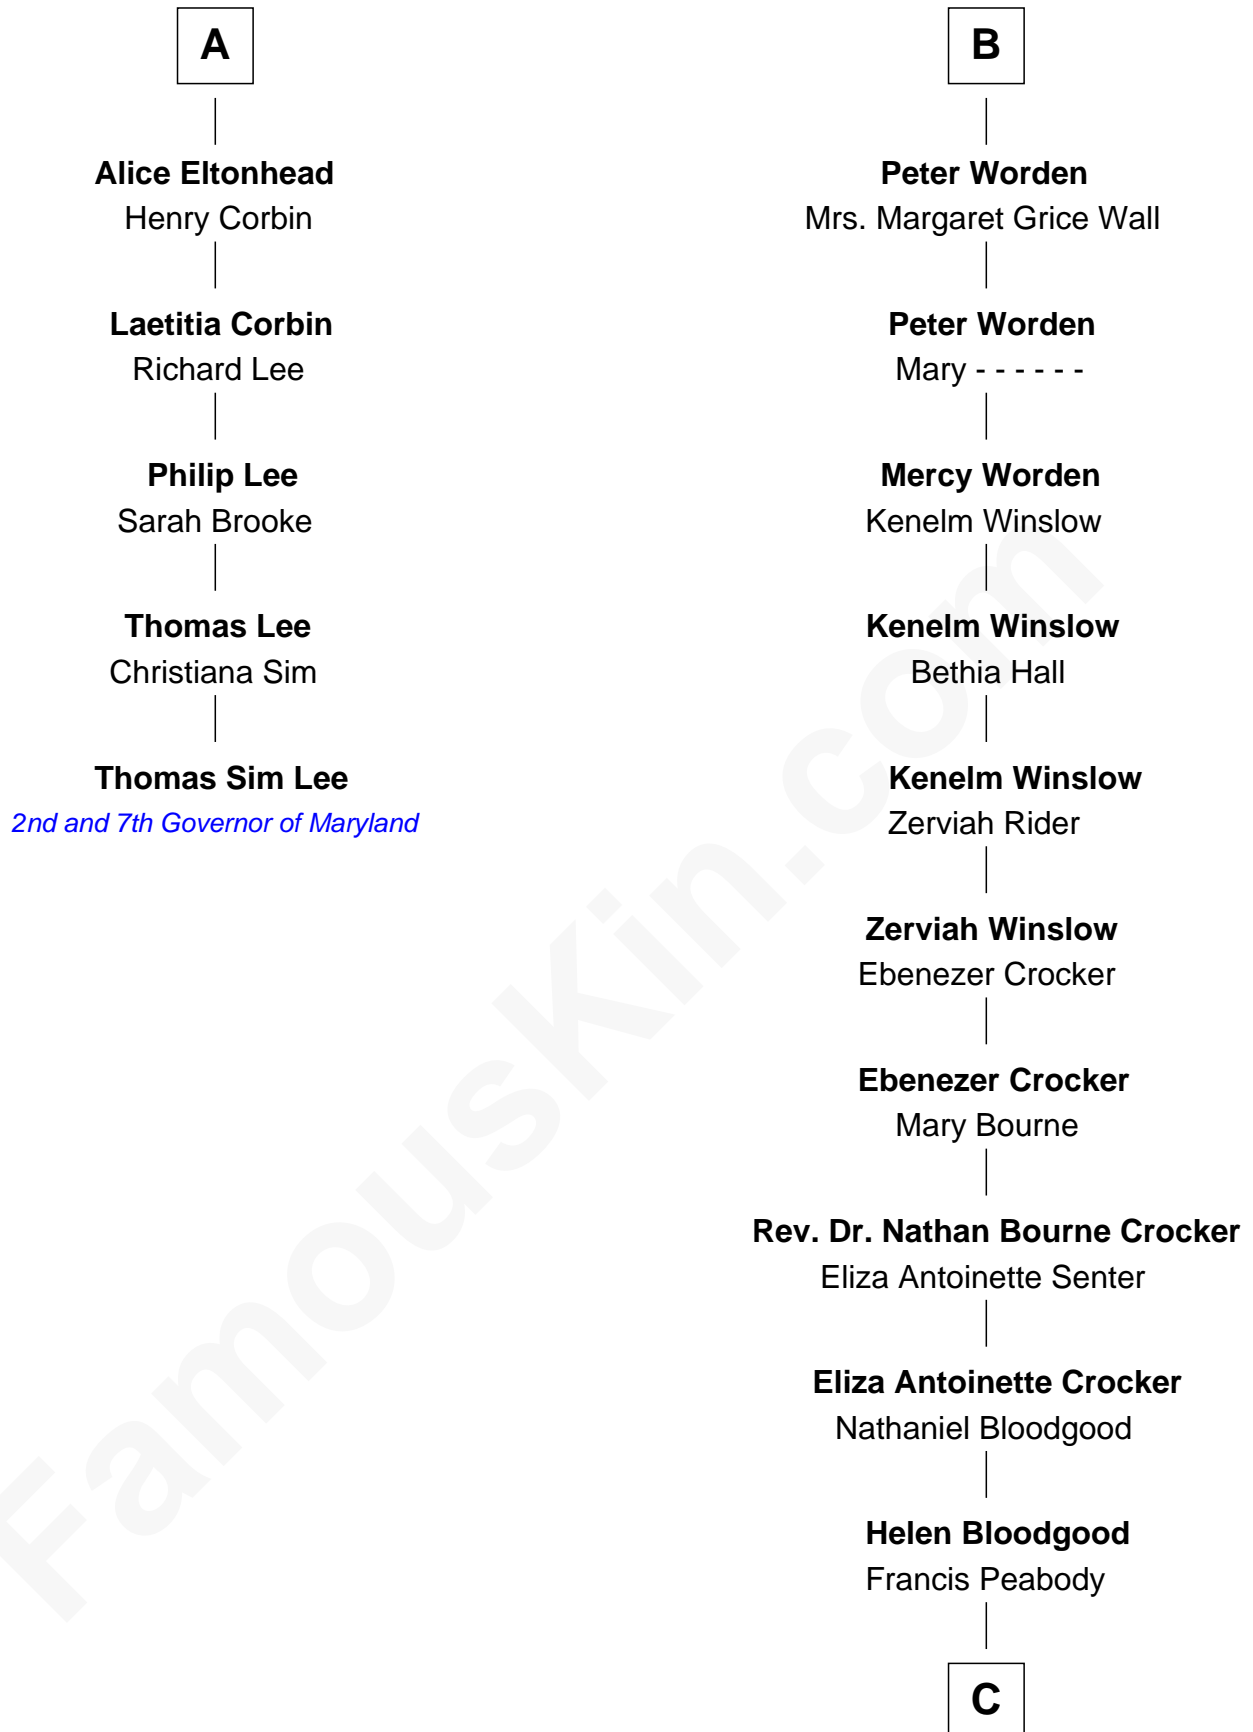 A
Alice Eltonhead
Henry Corbin
Laetitia Corbin
Richard Lee
Philip Lee
Sarah Brooke
Thomas Lee
Christiana Sim
Thomas Sim Lee
2nd and 7th Governor of Maryland
B
Peter Worden
Mrs. Margaret Grice Wall
Peter Worden
Mary - - - - - -
Mercy Worden
Kenelm Winslow
Kenelm Winslow
Bethia Hall
Kenelm Winslow
Zerviah Rider
Zerviah Winslow
Ebenezer Crocker
Ebenezer Crocker
Mary Bourne
Rev. Dr. Nathan Bourne Crocker
Eliza Antoinette Senter
Eliza Antoinette Crocker
Nathaniel Bloodgood
Helen Bloodgood
Francis Peabody
C
FamousKin.com